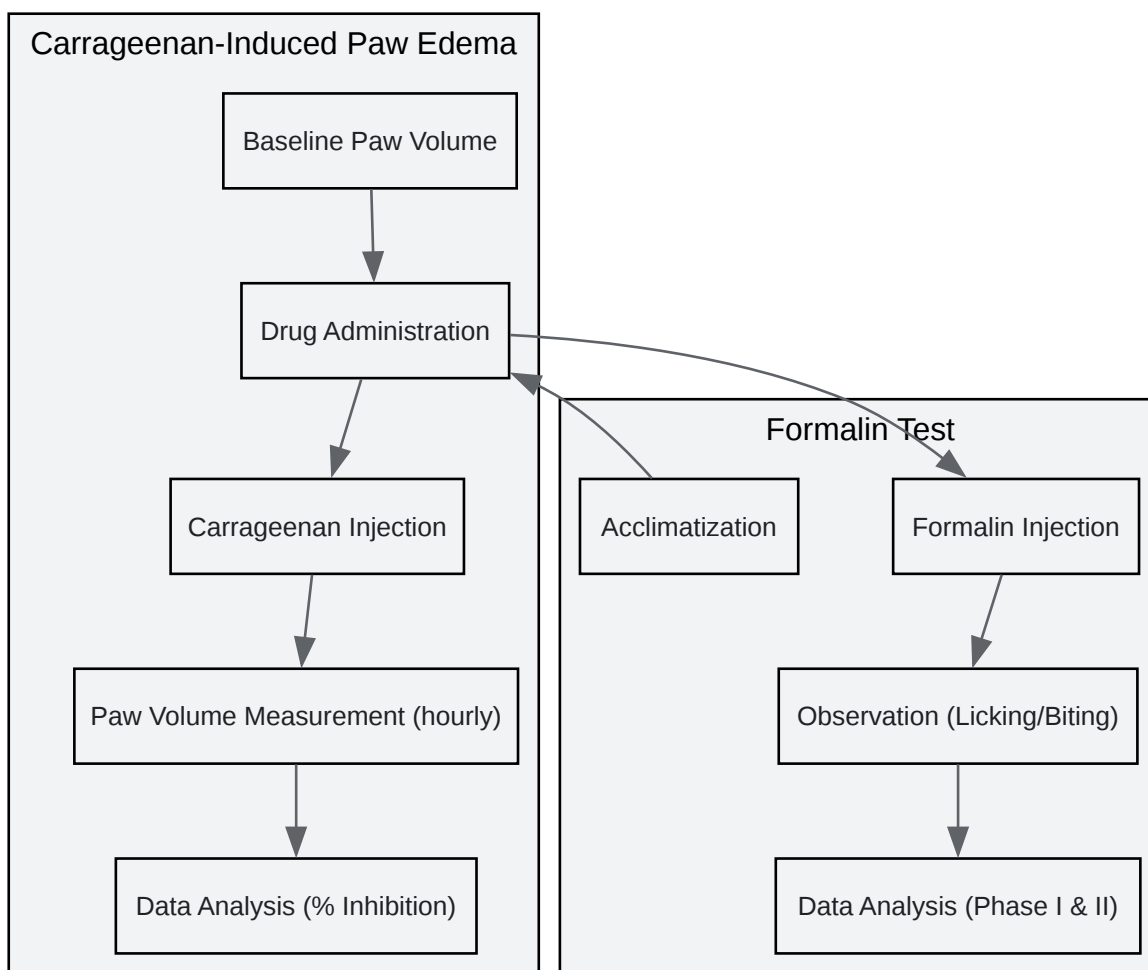 Carrageenan-Induced Paw Edema
Baseline Paw Volume
Drug Administration
Carrageenan Injection
Paw Volume Measurement (hourly)
Data Analysis (% Inhibition)
Formalin Test
Acclimatization
Formalin Injection
Observation (Licking/Biting)
Data Analysis (Phase I & II)